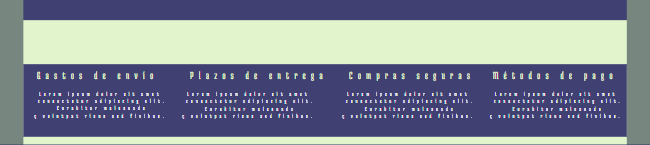 Gastos de envío
Lorem ipsum dolor sit amet
consectetur adipiscing elit.
Curabitur malesuada
q volutpat risus sed finibus.
Plazos de entrega
Lorem ipsum dolor sit amet
consectetur adipiscing elit.
Curabitur malesuada
q volutpat risus sed finibus.
Compras seguras
Lorem ipsum dolor sit amet
consectetur adipiscing elit.
Curabitur malesuada
q volutpat risus sed finibus.
Métodos de pago
Lorem ipsum dolor sit amet
consectetur adipiscing elit.
Curabitur malesuada
q volutpat risus sed finibus.